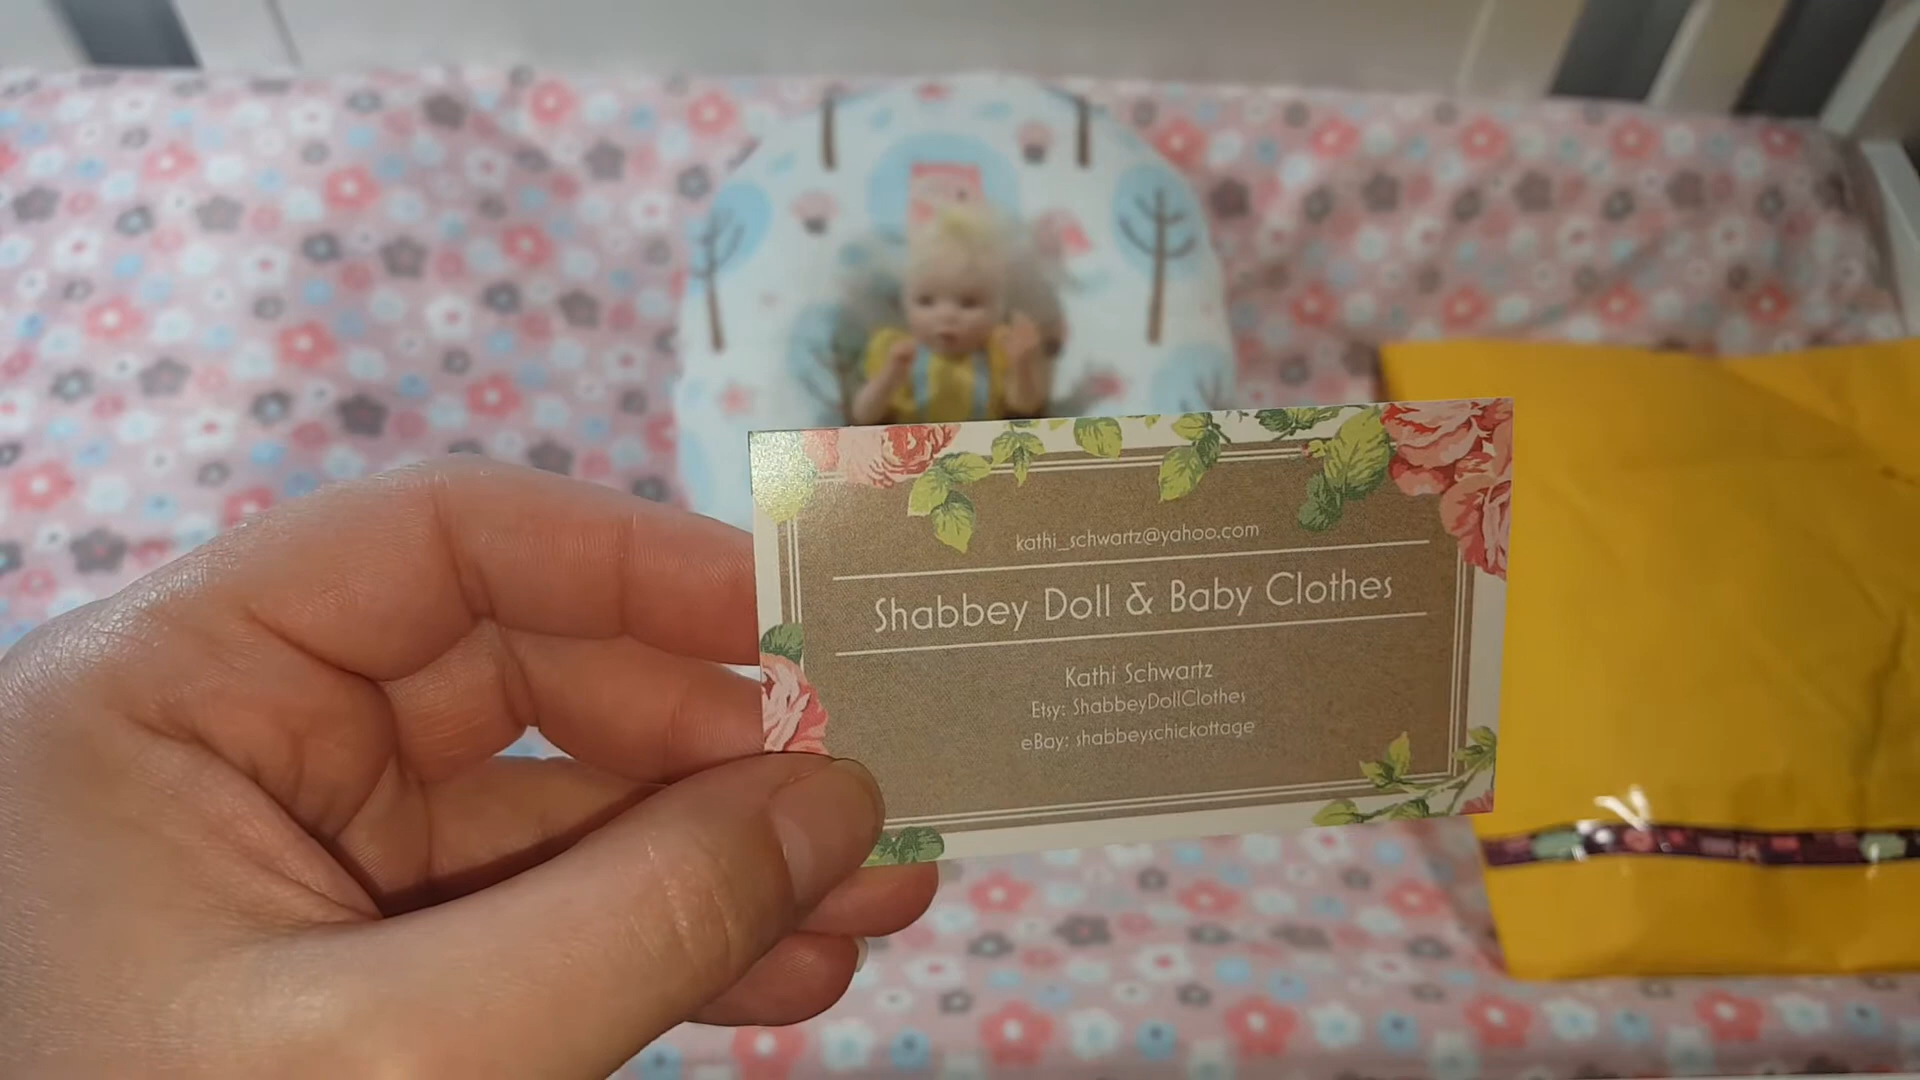 kathi_schwartz@yahoo.com
Shabbey Doll & Baby Clothes
Kathi Schwartz
Etsy: ShabbeyDollClothes
eBay: shabbeyschickottage